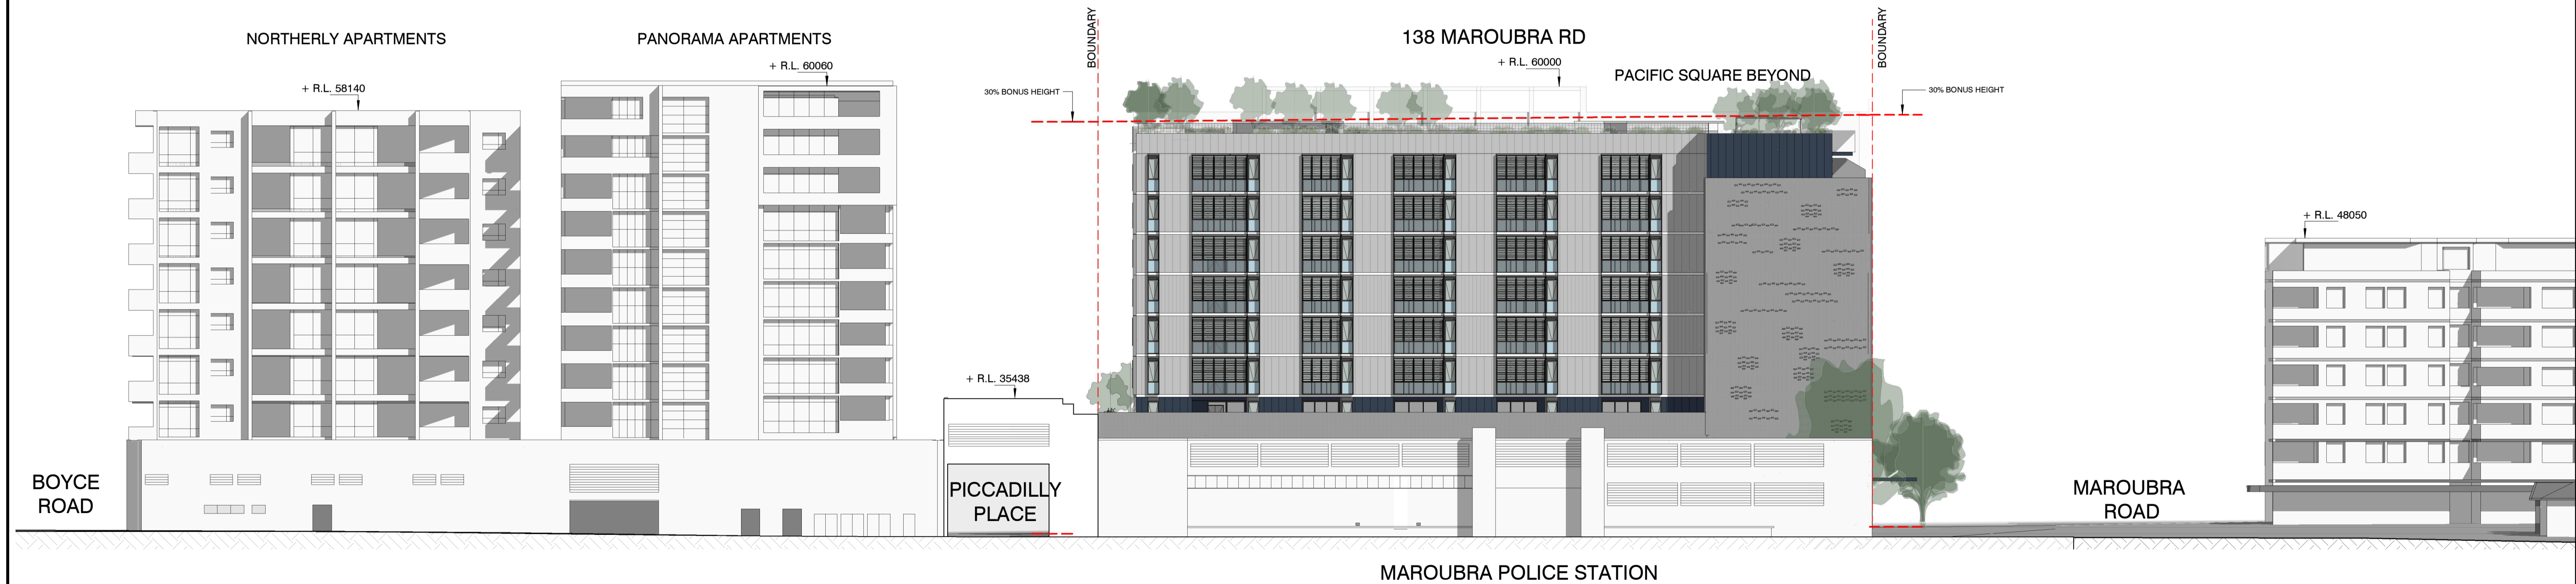 NORTHERLY APARTMENTS
+ R.L. 58140
PANORAMA APARTMENTS
+ R.L. 60060
BOUNDARY
30% BONUS HEIGHT
138 MAROUBRA RD
+ R.L. 60000
PACIFIC SQUARE BEYOND
BOUNDARY
30% BONUS HEIGHT
+ R.L. 48050
+ R.L. 35438
BOYCE
ROAD
PICCADILLY
PLACE
MAROUBRA
ROAD
MAROUBRA POLICE STATION